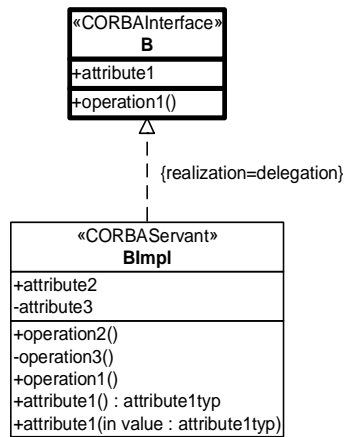 «CORBAInterface»
B
+attribute1
+operation1()
{realization=delegation}
«CORBAServant»
BImpl
+attribute2
-attribute3
+operation2()
-operation3()
+operation1()
+attribute1() : attribute1typ
+attribute1(in value : attribute1typ)